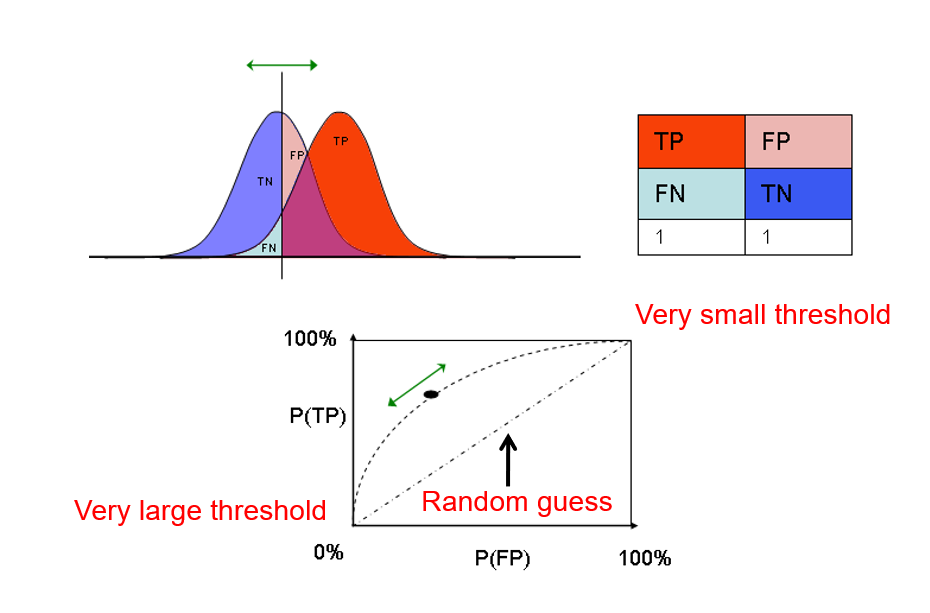 TP
FP
TN
FN
TP FP
FN TN
1 1
Very small threshold
100%
P(TP)
Very large threshold
Random guess
0%
P(FP)
100%